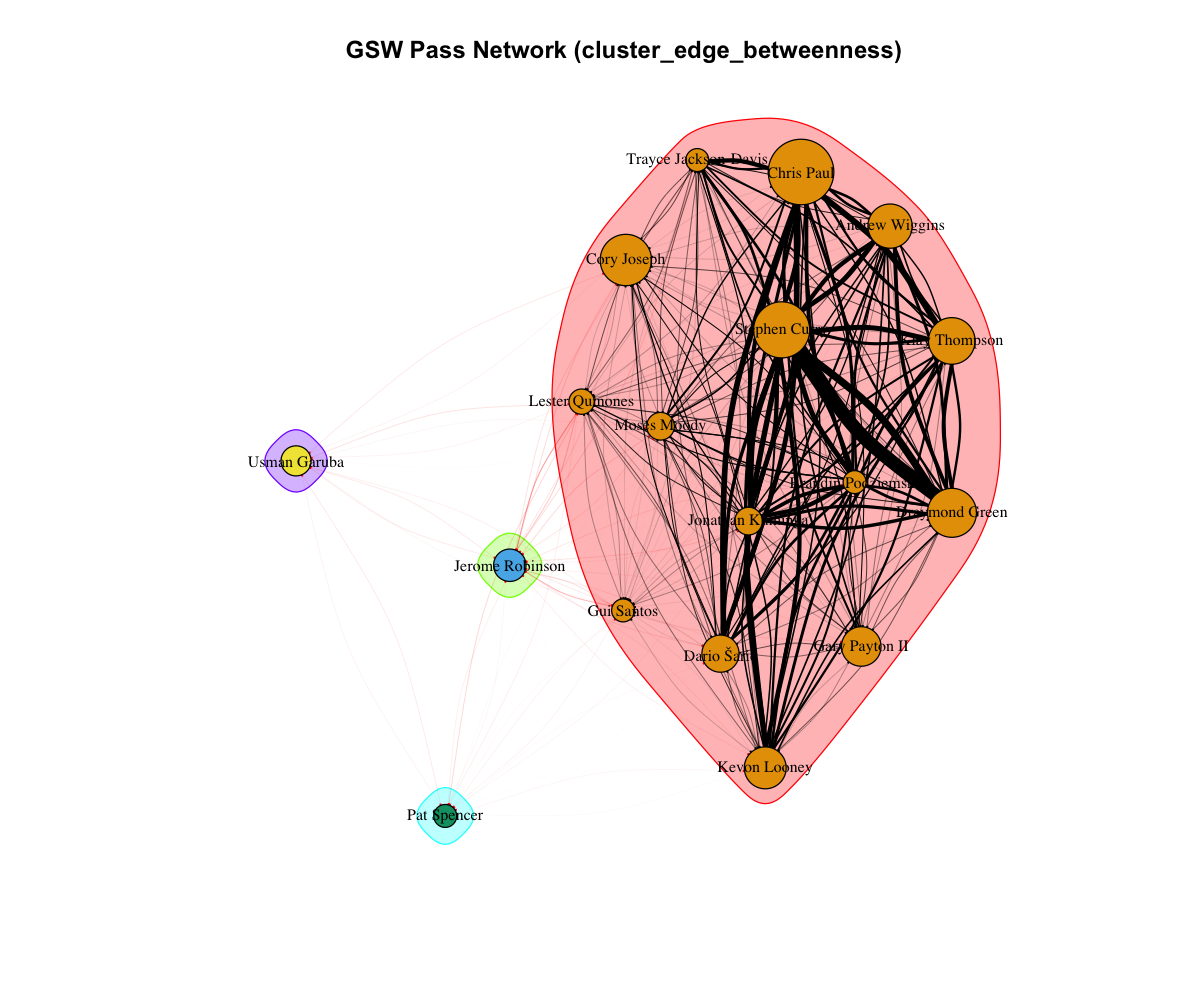 GSW Pass Network (cluster_edge_betweenness)
Trayce Jackson-Davis
Chris Paul
Andrew Wiggins
Cory Joseph
Stephen Curry
Klay Thompson
Lester Quinones
Moses Moody
Usman Garuba
Brandin Podziemski
Draymond Green
Jonathan Kuminga
Jerome Robinson
Gui Santos
Gary Payton II
Dario Šarić
Kevon Looney
Pat Spencer